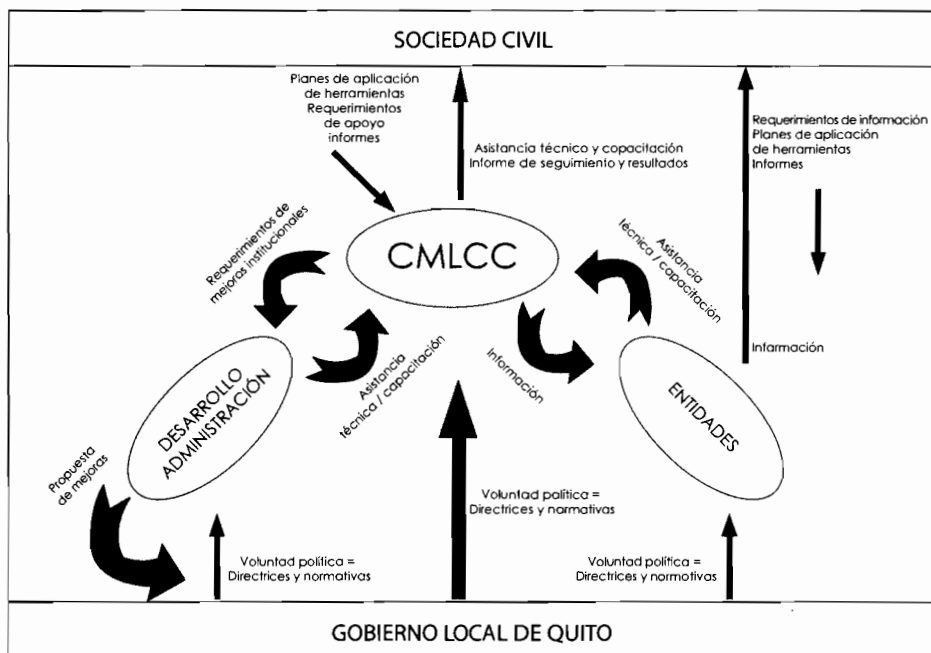 SOCIEDAD CIVIL
Planes de aplicación
de herramientas
Requerimientos
de apoyo
informes
Asistancia técnico y copacitación
Informe de seguimiento y resultados
Requerimientos de información
Planes de aplicación
de herramientas
Informes
Requerimientos de
mejoras institucionales
CMLCC
Asistancia
técnica / capacitación
Asistancia
técnica / capacitación
Información
Infarmación
DESARROLLO
ADMINISTRACIÓN
ENTIDADES
Propuesta
de mejoras
Voluntad política =
Directrices y normativas
Voluntad política =
Directrices y normativas
Voluntad política =
Directrices y normotivas
GOBIERNO LOCAL DE QUITO